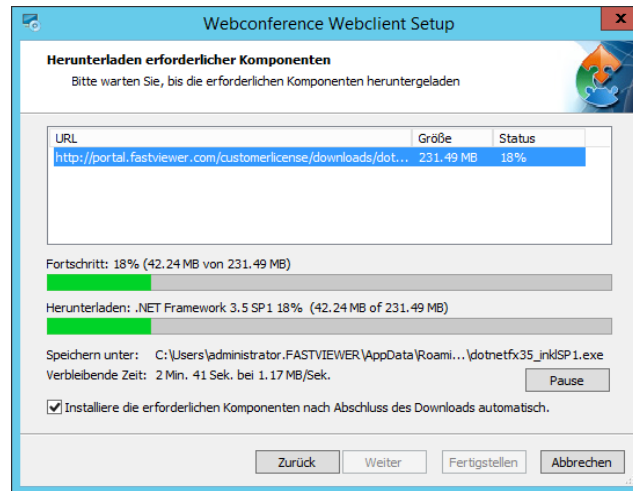 Webconference Webclient Setup
x
Herunterladen erforderlicher Komponenten
Bitte warten Sie, bis die erforderlichen Komponenten heruntergeladen
URL Größe Status
http://portal.fastviewer.com/customerlicense/downloads/dot... 231.49 MB 18%
Fortschritt: 18% (42.24 MB von 231.49 MB)
Herunterladen: .NET Framework 3.5 SP1 18% (42.24 MB of 231.49 MB)
Speichern unter: C:\Users\administrator.FASTVIEWER\AppData\Roami...\dotnetfx35_inklSP1.exe
Verbleibende Zeit: 2 Min. 41 Sek. bei 1.17 MB/Sek.
Pause
Installiere die erforderlichen Komponenten nach Abschluss des Downloads automatisch.
Zurück Weiter Fertigstellen Abbrechen